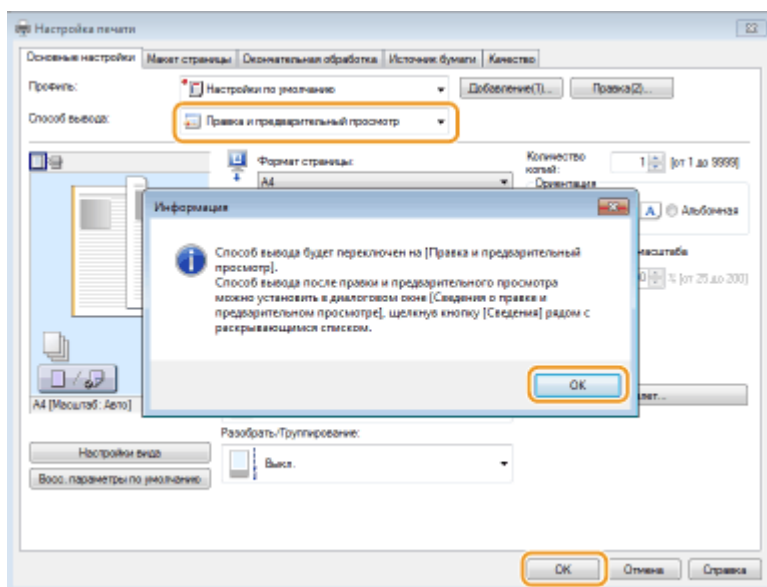 Настройка печати
Основные настройки Макет страницы Окончательная обработка Источник бумаги Качество
Профиль: Настройки по умолчанию Добавление(1)... Правка(2)...
Способ вывода: Правка и предварительный просмотр
Формат страницы:
A4
Количество копий: 1 [от 1 до 9999]
Ориентация
A Альбомная
Информация
Способ вывода будет переключен на [Правка и предварительный
просмотр].
Способ вывода после правки и предварительного просмотра
можно установить в диалоговом окне [Сведения о правке и
предварительном просмотре], щелкнув кнопку [Сведения] рядом с
раскрывающимся списком.
OK
масштаба
% [от 25 до 200]
A4 [Масштаб: Авто]
Разобрать/Группирование:
Выкл.
Настройки вида
Восс. параметры по умолчанию
OK Отмена Справка